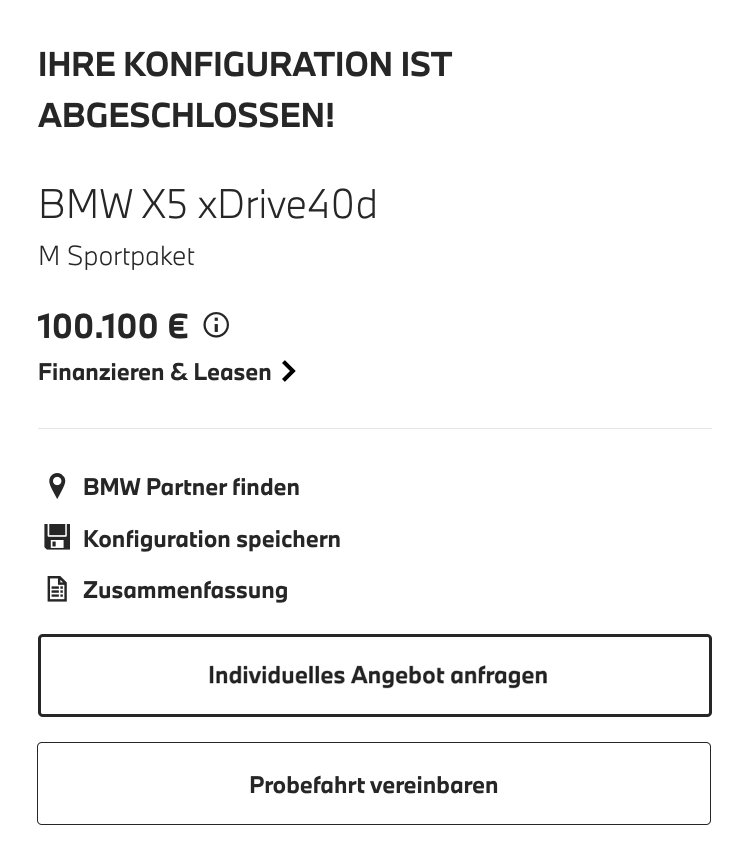 IHRE KONFIGURATION IST
ABGESCHLOSSEN!
BMW X5 xDrive40d
M Sportpaket
100.100 €
Finanzieren & Leasen
BMW Partner finden
Konfiguration speichern
Zusammenfassung
Individuelles Angebot anfragen
Probefahrt vereinbaren